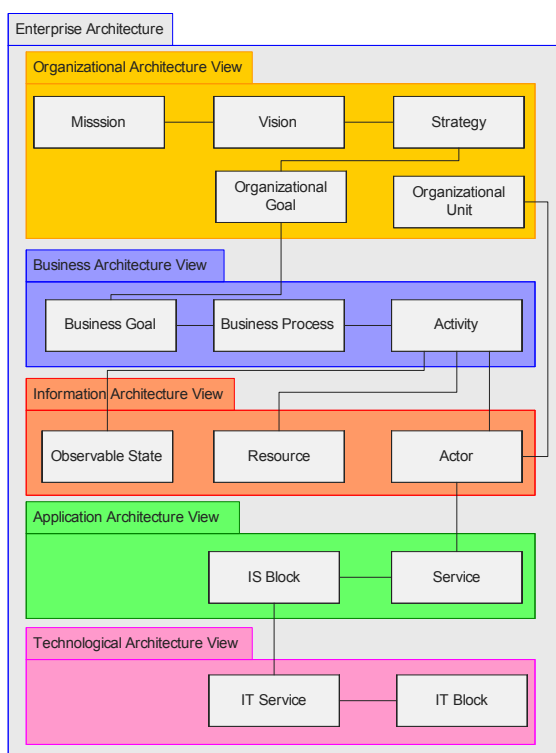 Enterprise Architecture
Organizational Architecture View
Misssion
Vision
Strategy
Organizational
Goal
Organizational
Unit
Business Architecture View
Business Goal
Business Process
Activity
Information Architecture View
Observable State
Resource
Actor
Application Architecture View
IS Block
Service
Technological Architecture View
IT Service
IT Block